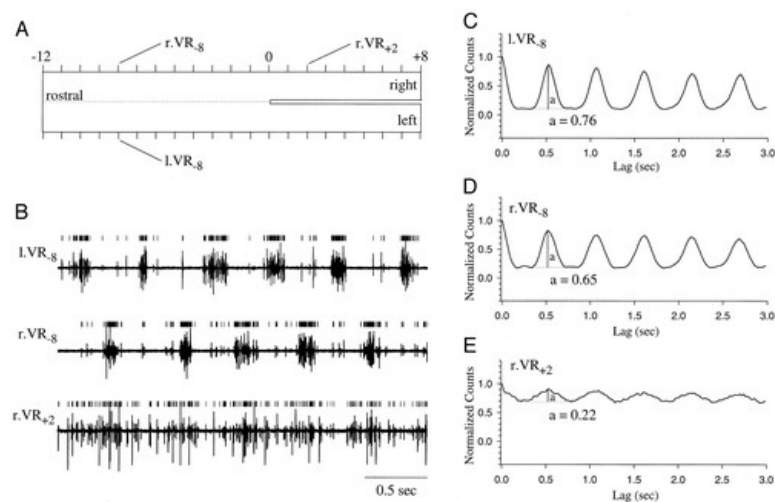 A
r.VR-8
r.VR+2
-12
0
+8
rostral
right
left
l.VR-8
B
l.VR-8
r.VR-8
r.VR+2
0.5 sec
C
l.VR-8
Normalized Counts
1.0
0.5
0.0
a
a = 0.76
0.0 0.5 1.0 1.5 2.0 2.5 3.0
Lag (sec)
D
r.VR-8
Normalized Counts
1.0
0.5
0.0
a
a = 0.65
0.0 0.5 1.0 1.5 2.0 2.5 3.0
Lag (sec)
E
r.VR+2
Normalized Counts
1.0
0.5
0.0
a
a = 0.22
0.0 0.5 1.0 1.5 2.0 2.5 3.0
Lag (sec)